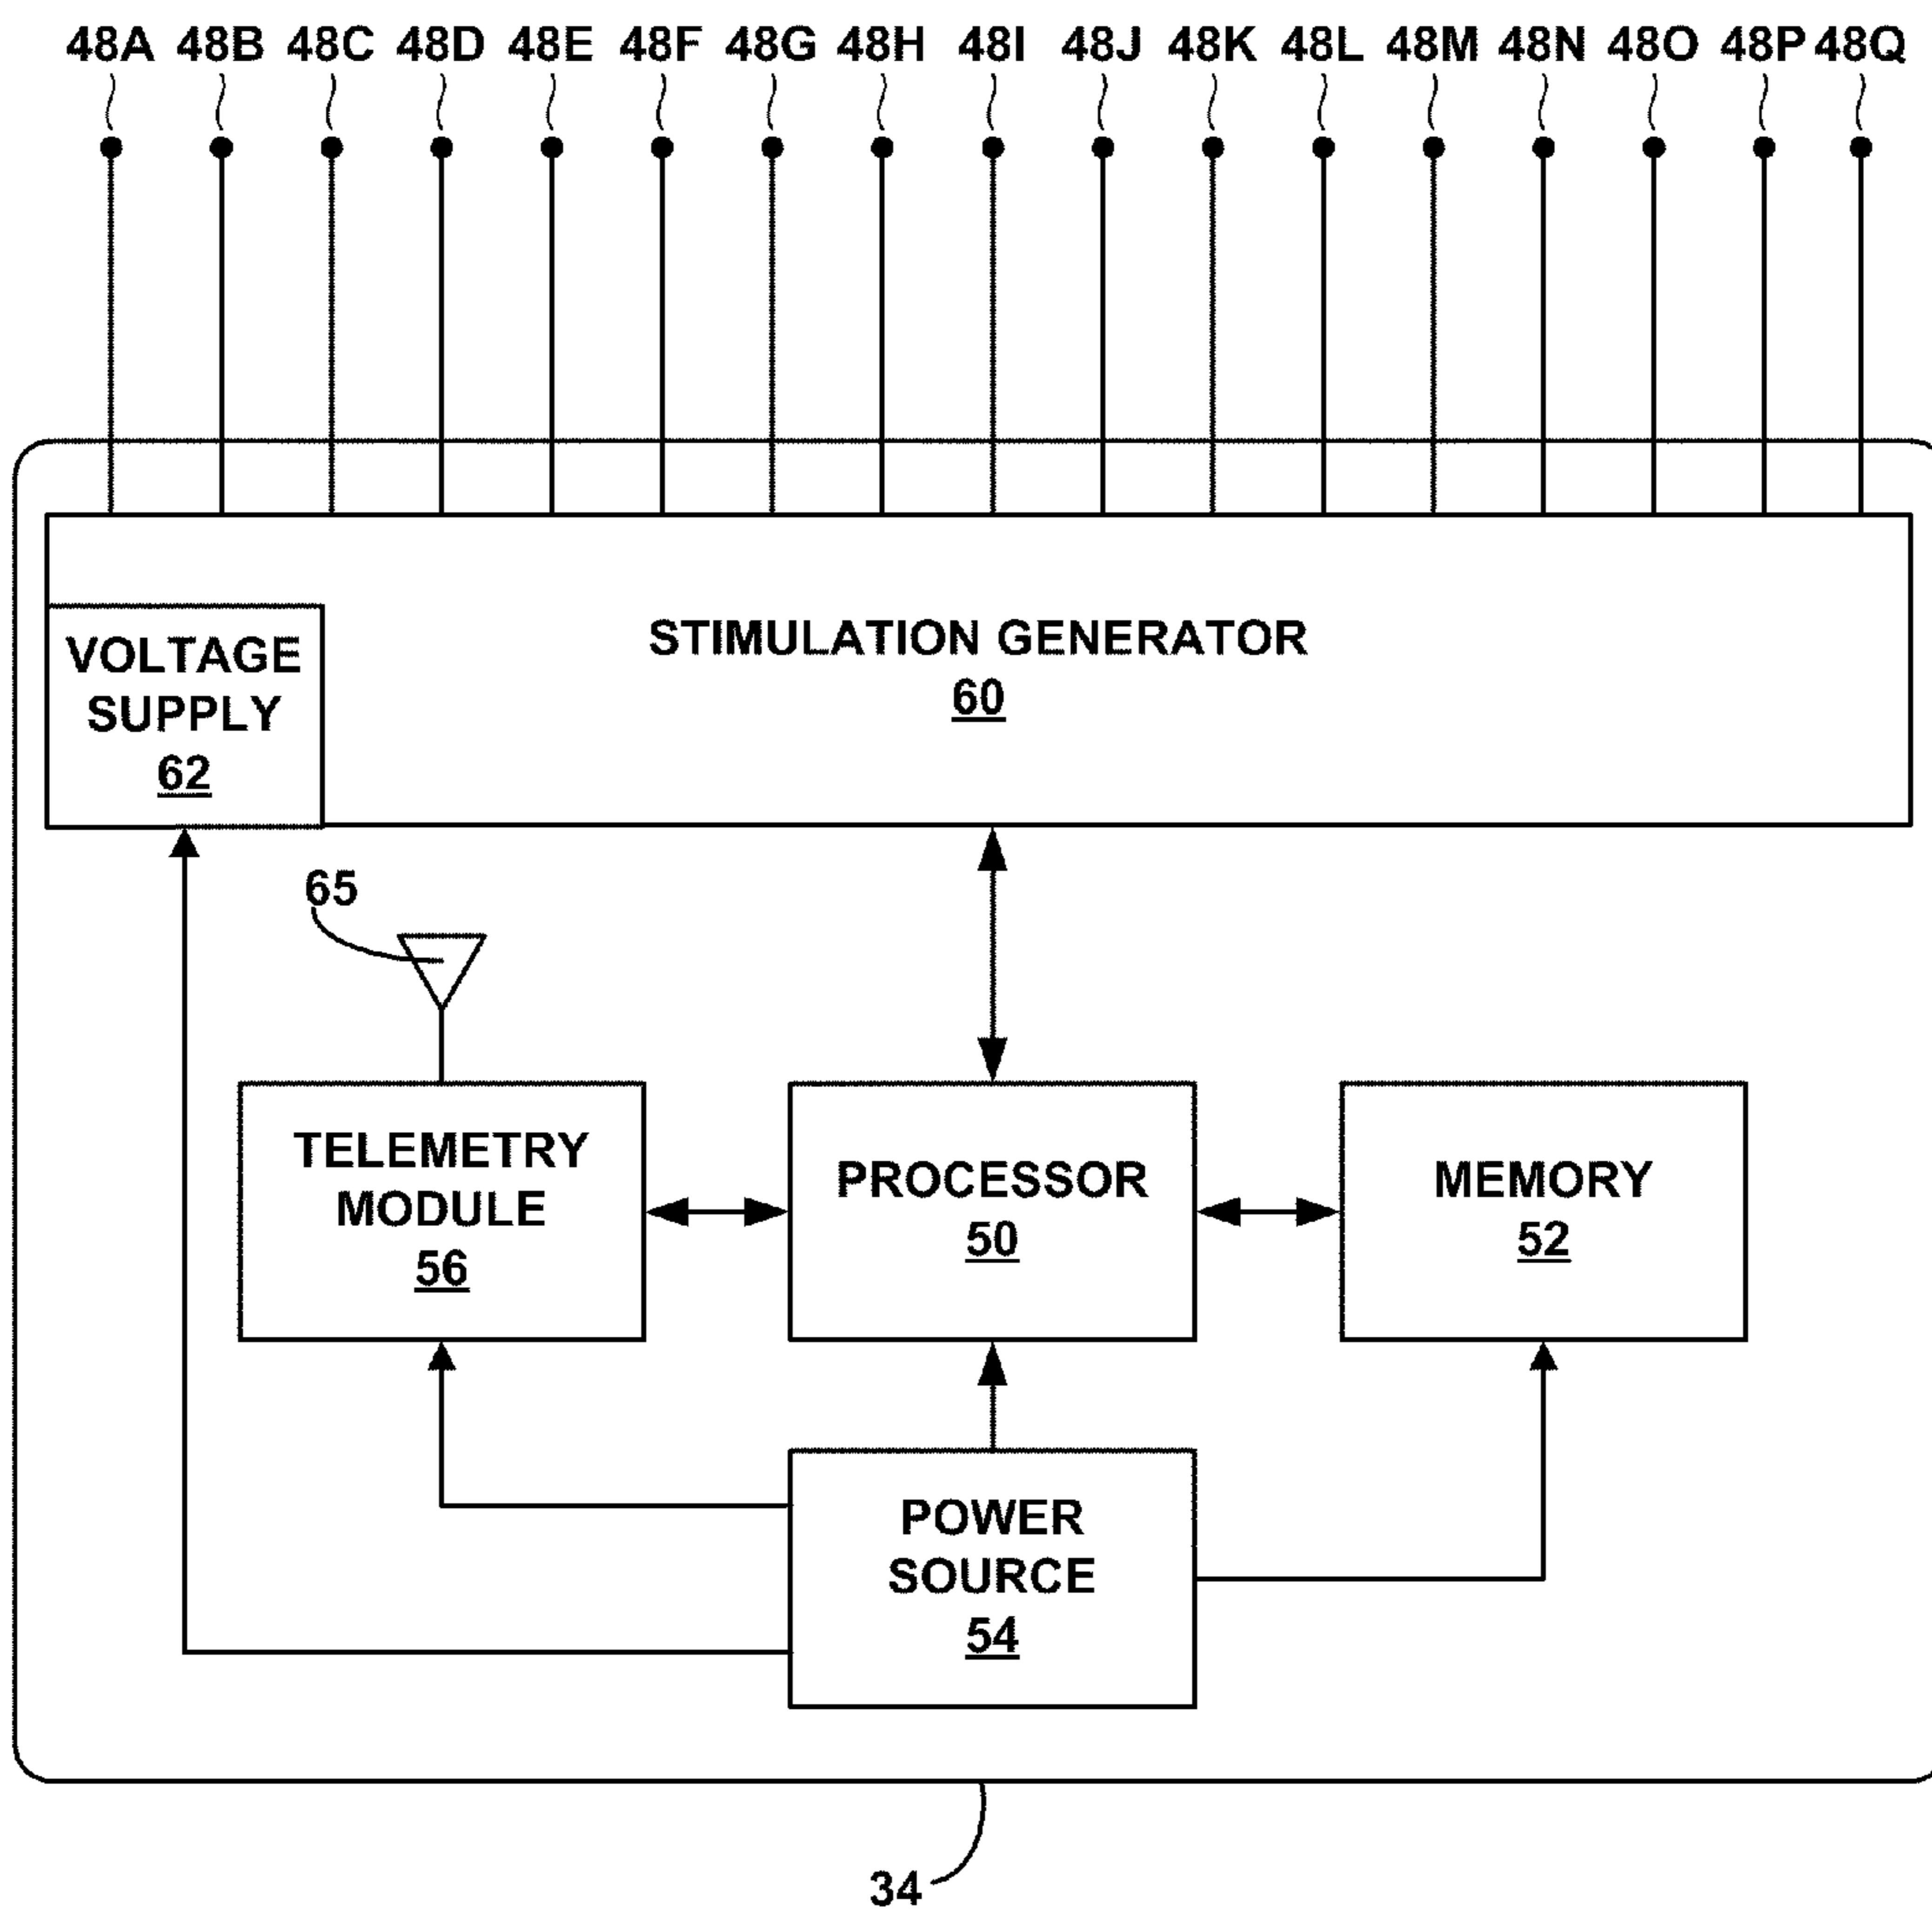 48A 48B 48C 48D 48E 48F 48G 48H 48I 48J 48K 48L 48M 48N 48O 48P 48Q
STIMULATION GENERATOR
60
VOLTAGE
SUPPLY
62
65
TELEMETRY
MODULE
56
PROCESSOR
50
MEMORY
52
POWER
SOURCE
54
34